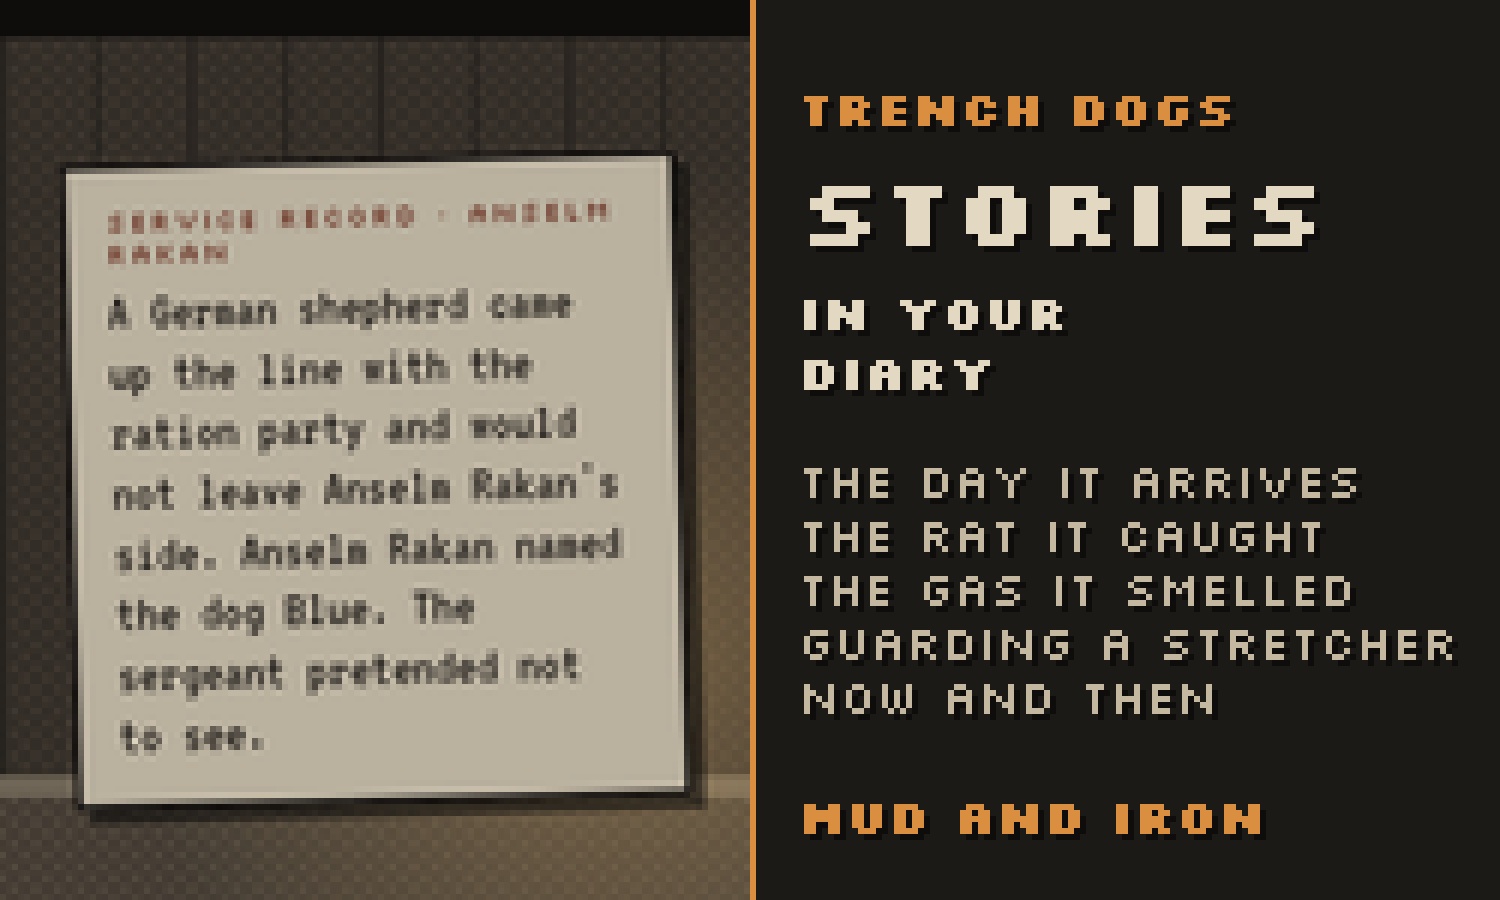 SERVICE RECORD · ANSELM
RAKAN
A German shepherd came
up the line with the
ration party and would
not leave Anselm Rakan's
side. Anselm Rakan named
the dog Blue. The
sergeant pretended not
to see.
TRENCH DOGS
STORIES
IN YOUR
DIARY
THE DAY IT ARRIVES
THE RAT IT CAUGHT
THE GAS IT SMELLED
GUARDING A STRETCHER
NOW AND THEN
MUD AND IRON